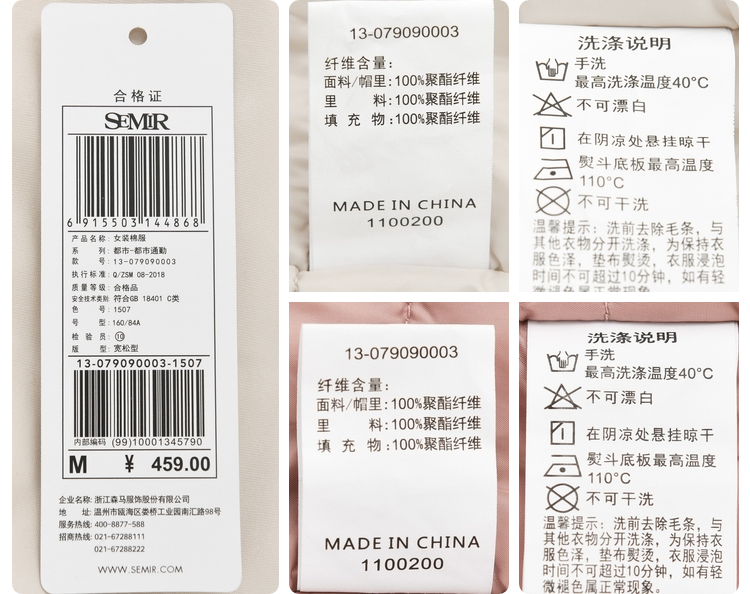 合格证
SEMIR
6 915503 144868
产品名称: 女装棉服
系 列: 都市-都市通勤
款 号: 13-079090003
执行标准: Q/ZSM 08-2018
质量等级: 合格品
安全技术类别: 符合GB 18401 C类
色 号: 1507
号 型: 160/84A
检 验 员: ⑩
版 型: 宽松型
13-079090003-1507
内部编码 (99)10001345790
M ¥ 459.00
企业名称: 浙江森马服饰股份有限公司
地 址: 温州市瓯海区娄桥工业园南汇路98号
服务热线: 400-8877-588
招商热线: 021-67288111
021-67288222
WWW.SEMIR.COM
13-079090003
纤维含量:
面料/帽里: 100%聚酯纤维
里 料: 100%聚酯纤维
填 充 物: 100%聚酯纤维
MADE IN CHINA
1100200
洗涤说明
手洗
最高洗涤温度40°C
不可漂白
在阴凉处悬挂晾干
熨斗底板最高温度
110°C
不可干洗
温馨提示: 洗前去除毛条, 与
其他衣物分开洗涤, 为保持衣
服色泽, 垫布熨烫, 衣服浸泡
时间不可超过10分钟, 如有轻
微褪色属正常现象
13-079090003
纤维含量:
面料/帽里: 100%聚酯纤维
里 料: 100%聚酯纤维
填 充 物: 100%聚酯纤维
MADE IN CHINA
1100200
洗涤说明
手洗
最高洗涤温度40°C
不可漂白
在阴凉处悬挂晾干
熨斗底板最高温度
110°C
不可干洗
温馨提示: 洗前去除毛条, 与
其他衣物分开洗涤, 为保持衣
服色泽, 垫布熨烫, 衣服浸泡
时间不可超过10分钟, 如有轻
微褪色属正常现象。